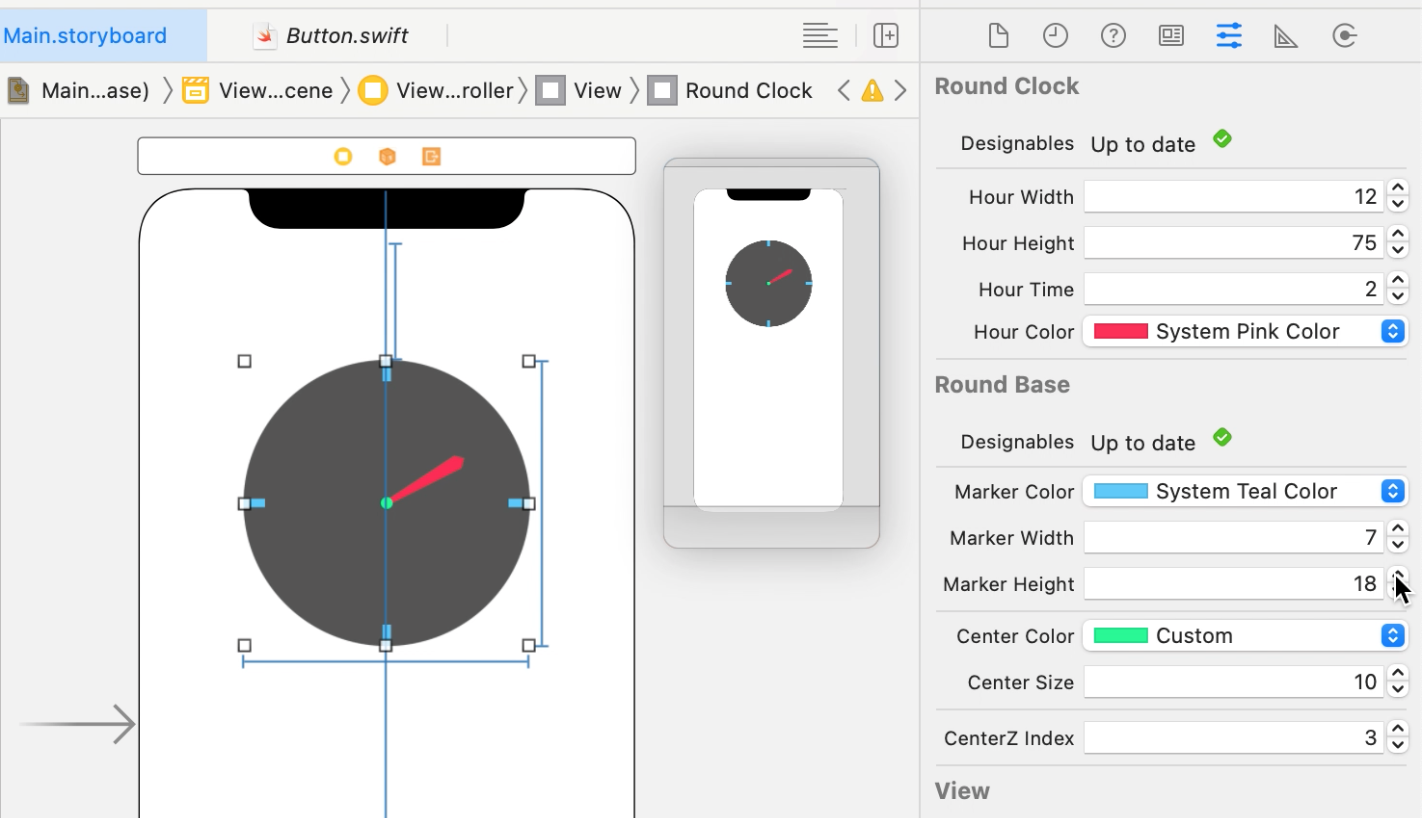 Main.storyboard
Button.swift
Main...ase) View...cene View...roller View Round Clock
Round Clock
Designables Up to date
Hour Width 12
Hour Height 75
Hour Time 2
Hour Color System Pink Color
Round Base
Designables Up to date
Marker Color System Teal Color
Marker Width 7
Marker Height 18
Center Color Custom
Center Size 10
CenterZ Index 3
View